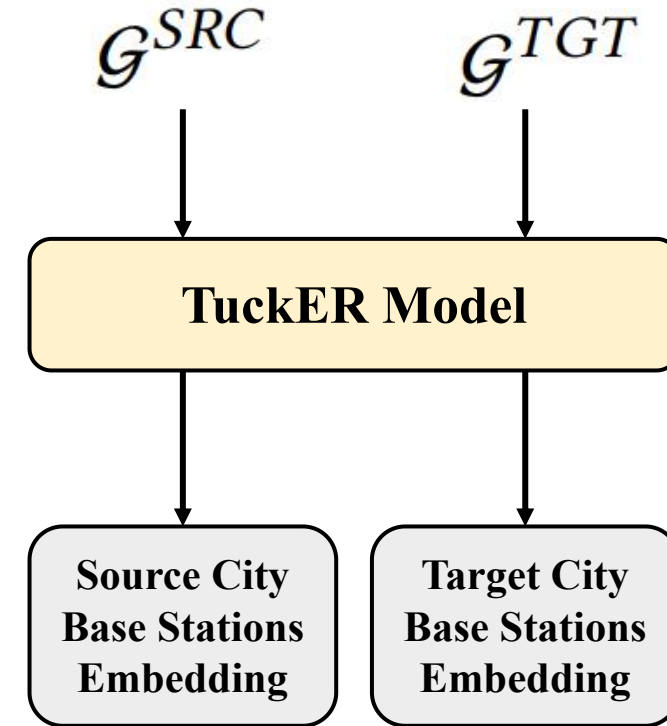 𝒢^{SRC} 𝒢^{TGT}
TuckER Model
Source City
Base Stations
Embedding
Target City
Base Stations
Embedding